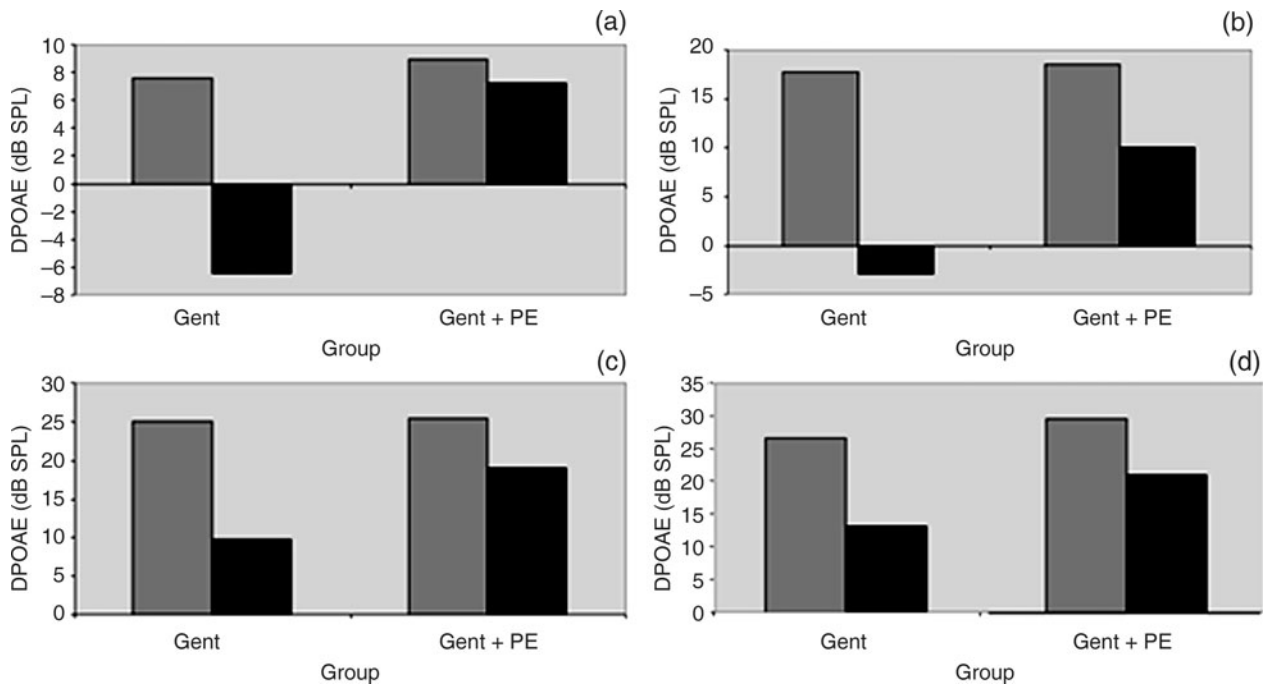 (a)
DPOAE (dB SPL)
10
8
6
4
2
0
–2
–4
–6
–8
Gent
Gent + PE
Group
(b)
DPOAE (dB SPL)
20
15
10
5
0
–5
Gent
Gent + PE
Group
(c)
DPOAE (dB SPL)
30
25
20
15
10
5
0
Gent
Gent + PE
Group
(d)
DPOAE (dB SPL)
35
30
25
20
15
10
5
0
Gent
Gent + PE
Group